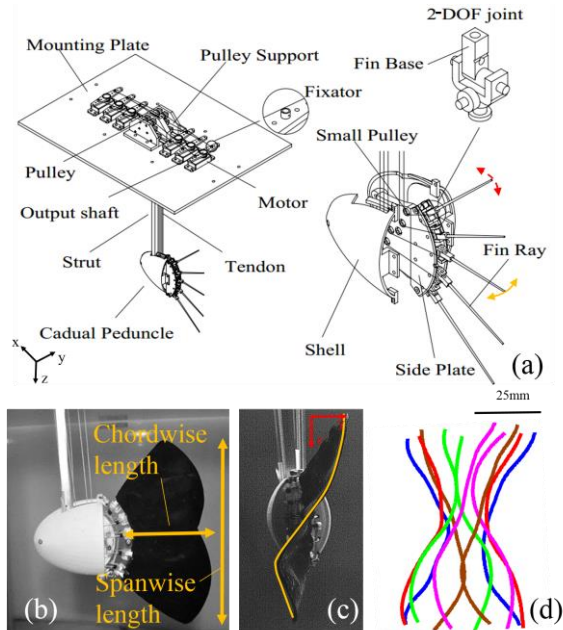 2-DOF joint
Pulley Support
Mounting Plate
Fin Base
Fixator
Small Pulley
Pulley
Output shaft
Motor
Fin Ray
Strut
Tendon
Cadual Peduncle
Shell
Side Plate
x
y
z
(a)
25mm
Chordwise
length
Spanwise
length
(b)
(c)
(d)